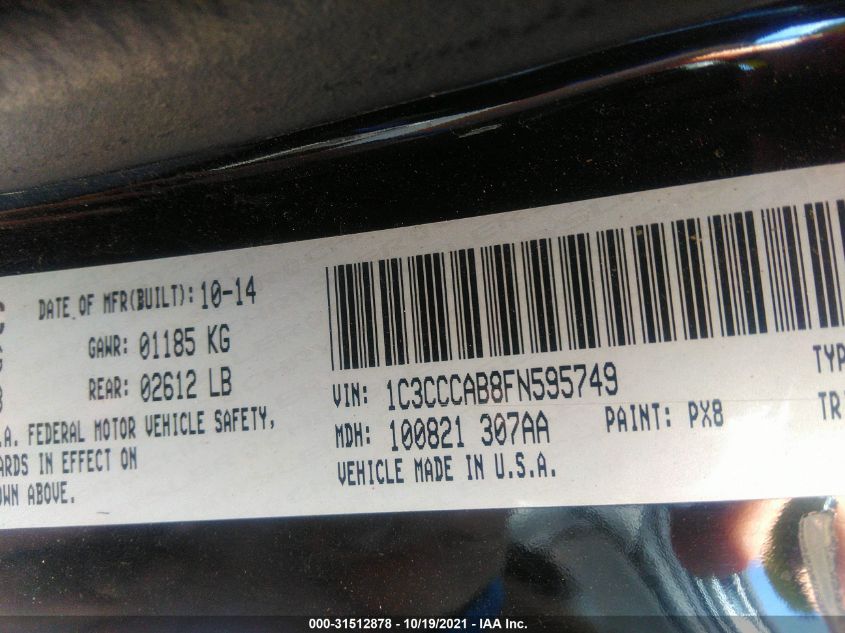 DATE OF MFR(BUILT): 10-14
GAWR: 01185 KG
REAR: 02612 LB
.A. FEDERAL MOTOR VEHICLE SAFETY,
ARDS IN EFFECT ON
OWN ABOVE.
VIN: 1C3CCCAB8FN595749
MDH: 100821 307AA
PAINT: PX8
VEHICLE MADE IN U.S.A.
TYP
TR
000-31512878 - 10/19/2021 - IAA Inc.